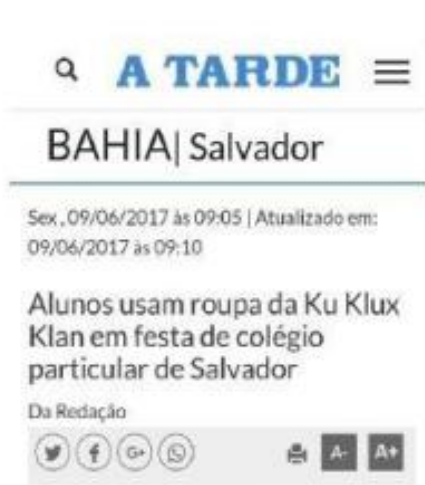 A TARDE
BAHIA| Salvador
Sex , 09/06/2017 às 09:05 | Atualizado em:
09/06/2017 às 09:10
Alunos usam roupa da Ku Klux
Klan em festa de colégio
particular de Salvador
Da Redação
G+ A- A+